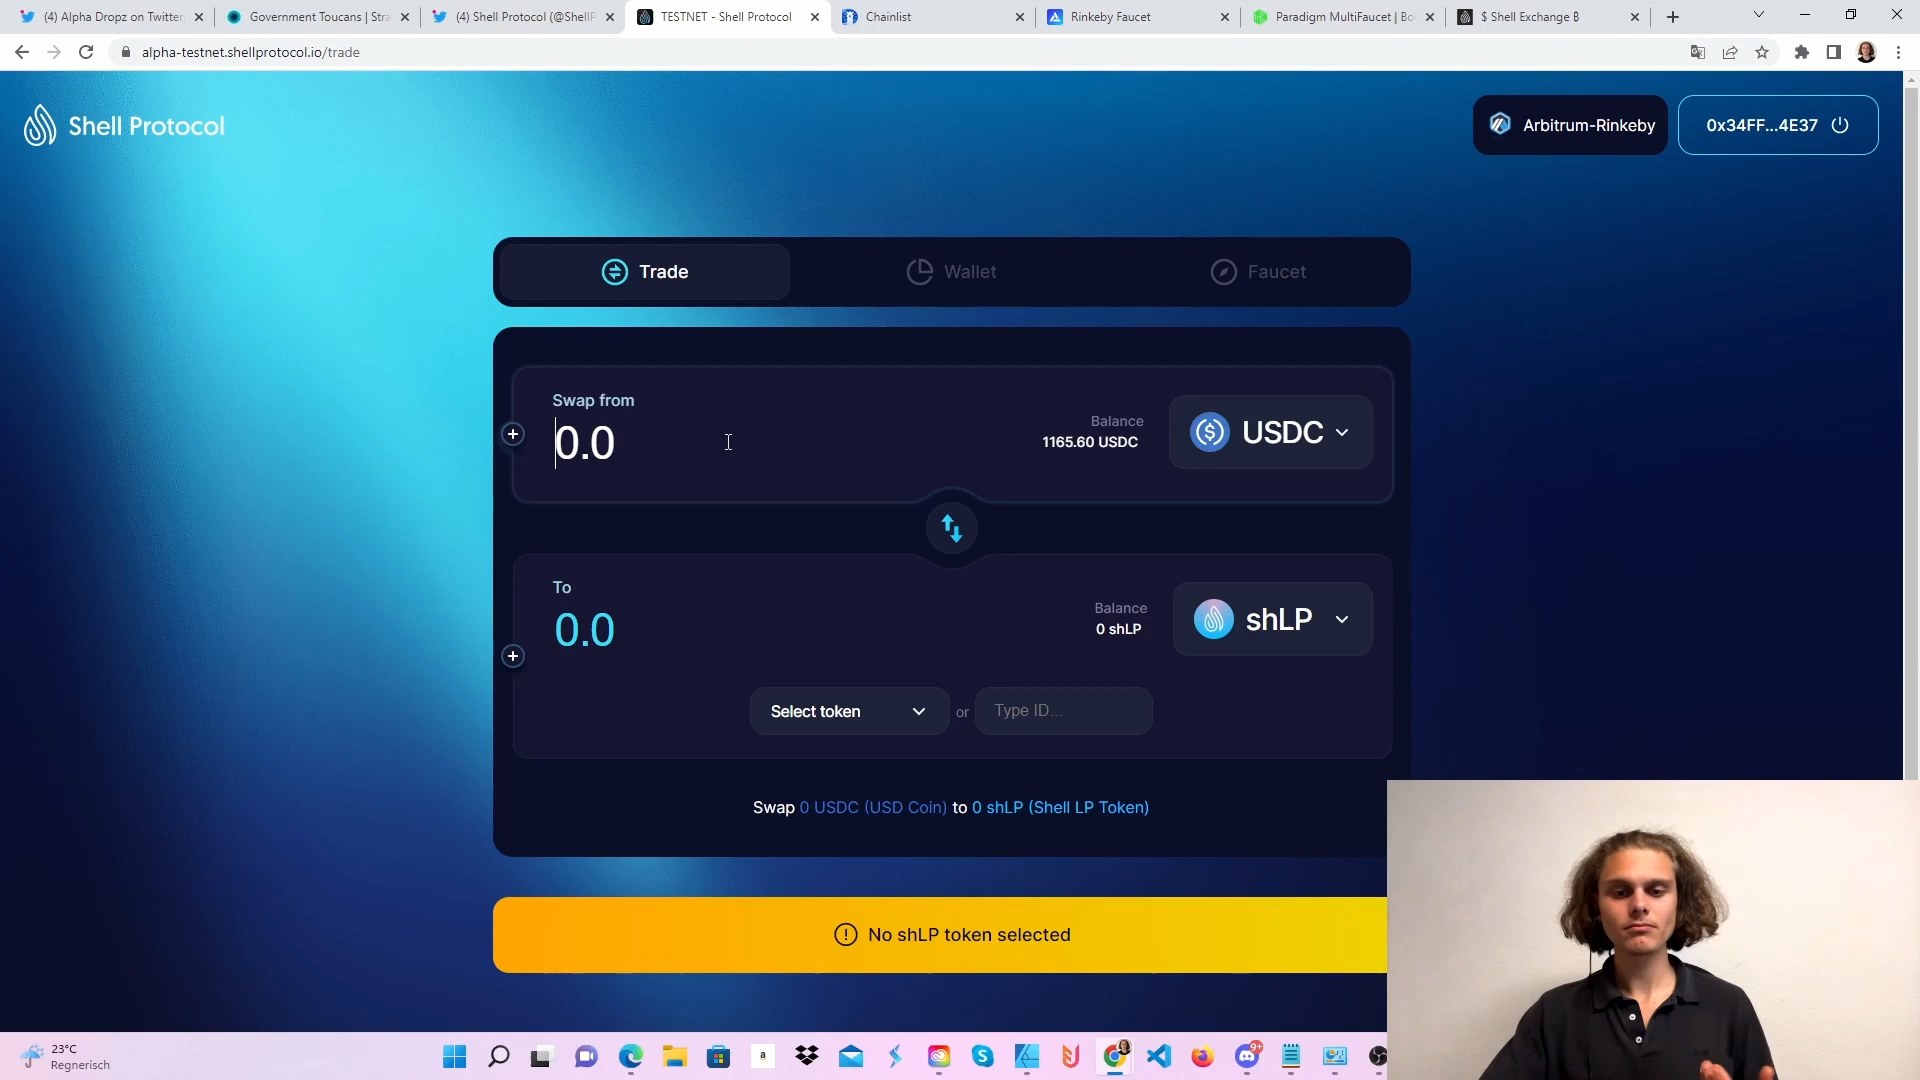 (4) Alpha Dropz on Twitter
Government Toucans | Stra
(4) Shell Protocol (@ShellP
TESTNET - Shell Protocol
Chainlist
Rinkeby Faucet
Paradigm MultiFaucet | Bo
$ Shell Exchange B
alpha-testnet.shellprotocol.io/trade
Shell Protocol
Arbitrum-Rinkeby
0x34FF...4E37
Trade
Wallet
Faucet
Swap from
0.0
Balance
1165.60 USDC
USDC
To
0.0
Balance
0 shLP
shLP
Select token
or
Type ID...
Swap 0 USDC (USD Coin) to 0 shLP (Shell LP Token)
No shLP token selected
23°C
Regnerisch
a
9+